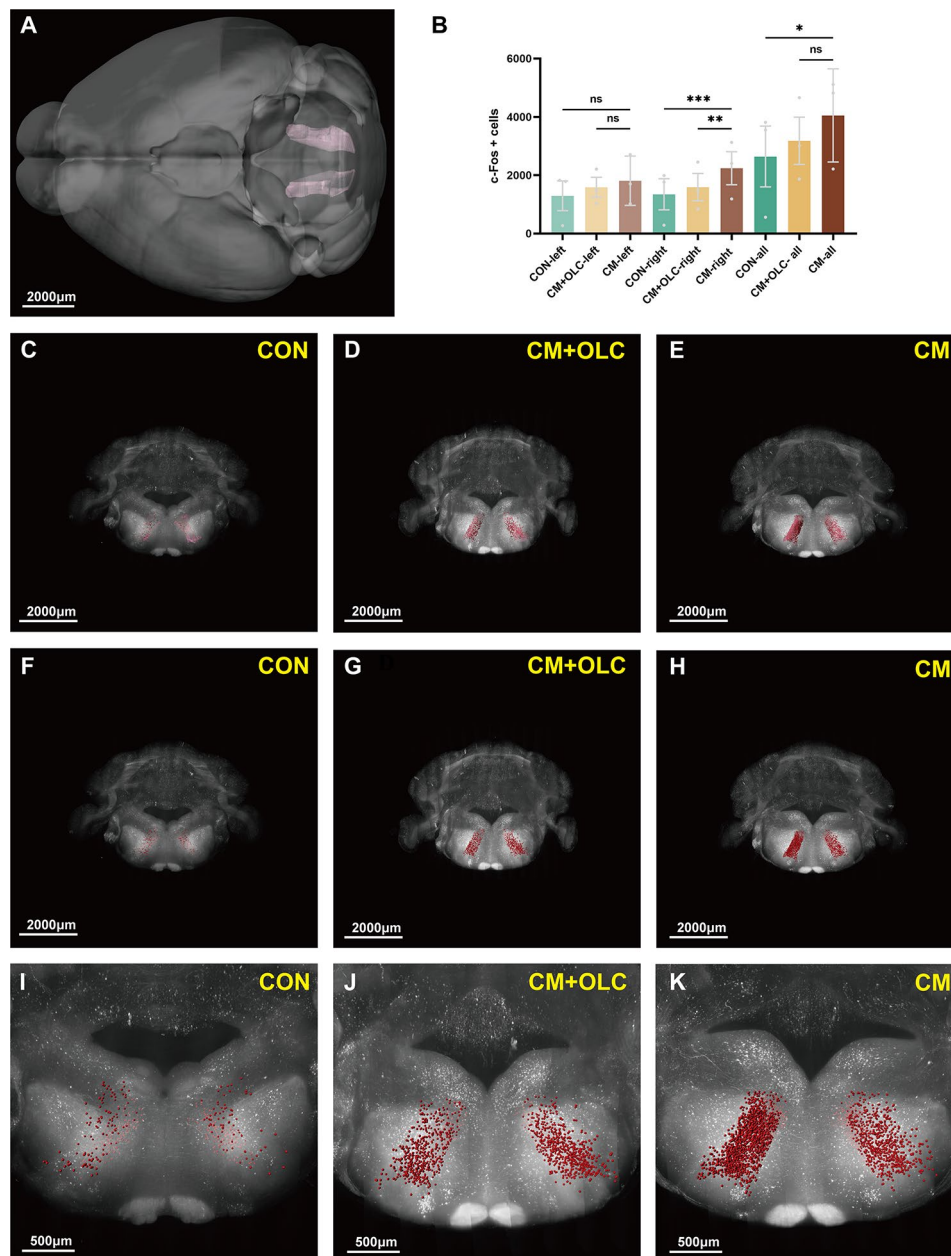 A
2000μm
B
c-Fos + cells
6000
4000
2000
0
ns
ns
***
**
*
ns
CON-left
CM+OLC-left
CM-left
CON-right
CM+OLC-right
CM-right
CON-all
CM+OLC- all
CM-all
C
CON
2000μm
D
CM+OLC
2000μm
E
CM
2000μm
F
CON
2000μm
G
CM+OLC
2000μm
H
CM
2000μm
I
CON
500μm
J
CM+OLC
500μm
K
CM
500μm